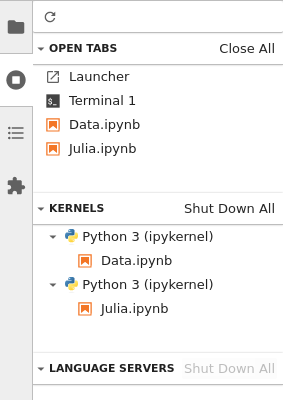 OPEN TABS Close All
Launcher
Terminal 1
Data.ipynb
Julia.ipynb
KERNELS Shut Down All
Python 3 (ipykernel)
Data.ipynb
Python 3 (ipykernel)
Julia.ipynb
LANGUAGE SERVERS Shut Down All